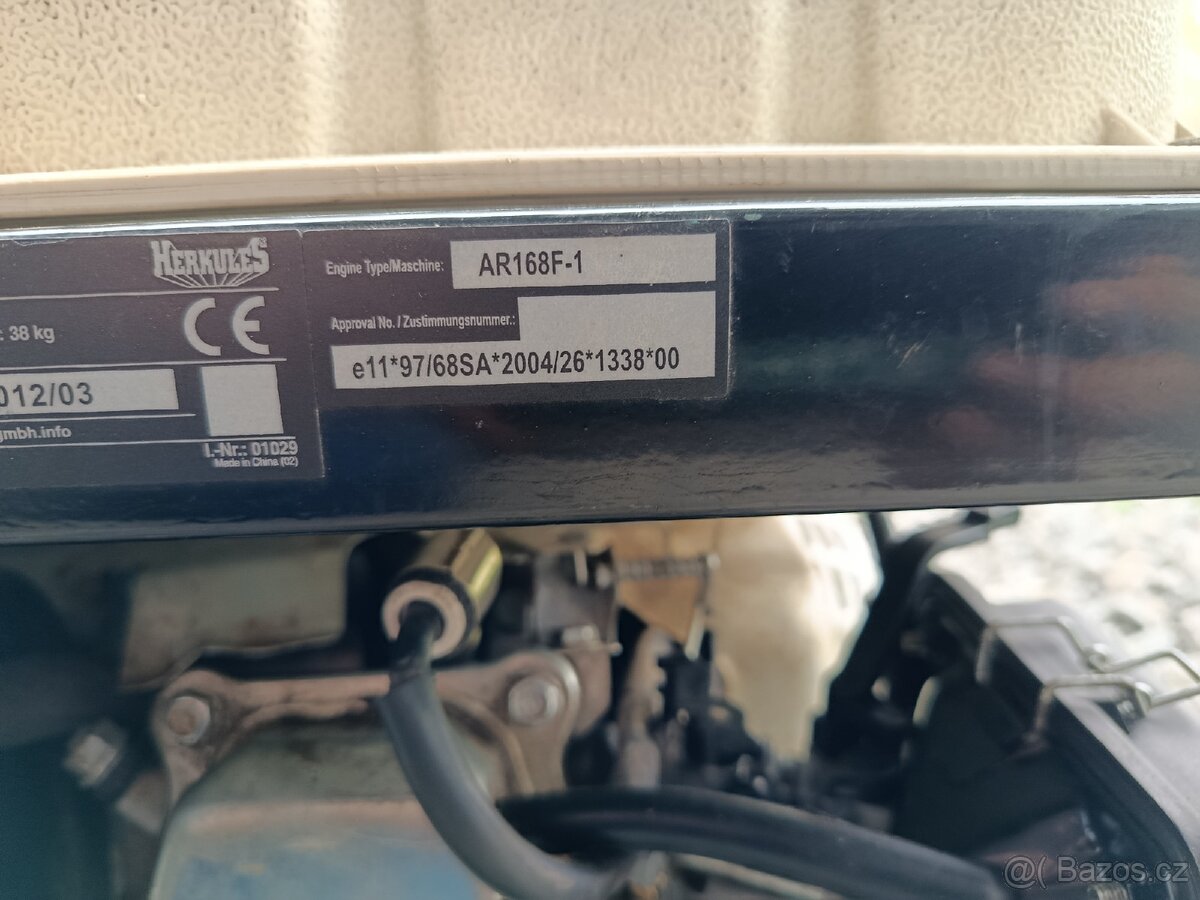 HERKULES
: 38 kg
012/03
gmbh.info
I.-Nr.: 01029
Made in China (02)
Engine Type/Maschine: AR168F-1
Approval No. / Zustimmungsnummer.:
e11*97/68SA*2004/26*1338*00
@( Bazos.cz